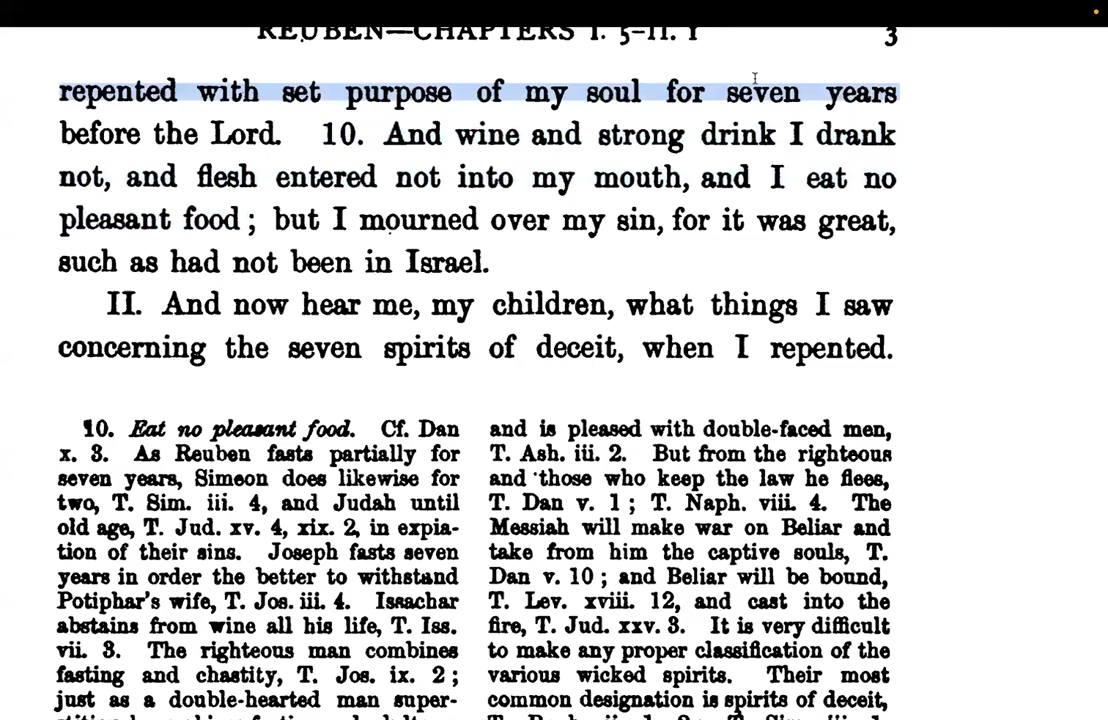 REUBEN—CHAPTERS I. 5–II. 1
3
repented with set purpose of my soul for seven years
before the Lord. 10. And wine and strong drink I drank
not, and flesh entered not into my mouth, and I eat no
pleasant food; but I mourned over my sin, for it was great,
such as had not been in Israel.
II. And now hear me, my children, what things I saw
concerning the seven spirits of deceit, when I repented.
10. Eat no pleasant food. Cf. Dan
x. 3. As Reuben fasts partially for
seven years, Simeon does likewise for
two, T. Sim. iii. 4, and Judah until
old age, T. Jud. xv. 4, xix. 2, in expia-
tion of their sins. Joseph fasts seven
years in order the better to withstand
Potiphar's wife, T. Jos. iii. 4. Issachar
abstains from wine all his life, T. Iss.
vii. 3. The righteous man combines
fasting and chastity, T. Jos. ix. 2;
just as a double-hearted man super-
and is pleased with double-faced men,
T. Ash. iii. 2. But from the righteous
and those who keep the law he flees,
T. Dan v. 1; T. Naph. viii. 4. The
Messiah will make war on Beliar and
take from him the captive souls, T.
Dan v. 10; and Beliar will be bound,
T. Lev. xviii. 12, and cast into the
fire, T. Jud. xxv. 3. It is very difficult
to make any proper classification of the
various wicked spirits. Their most
common designation is spirits of deceit,